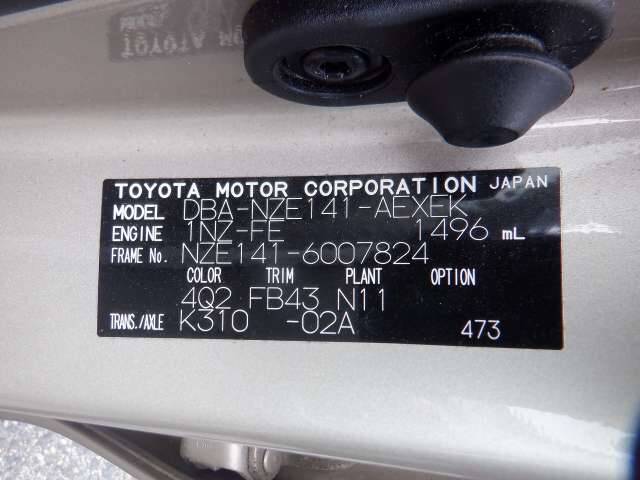 TOYOTA MOTOR CORPORATION JAPAN
MODEL DBA-NZE141-AEXEK
ENGINE 1NZ-FE 1496 mL
FRAME No. NZE141-6007824
COLOR TRIM PLANT OPTION
4Q2 FB43 N11
TRANS./AXLE K310 -02A 473